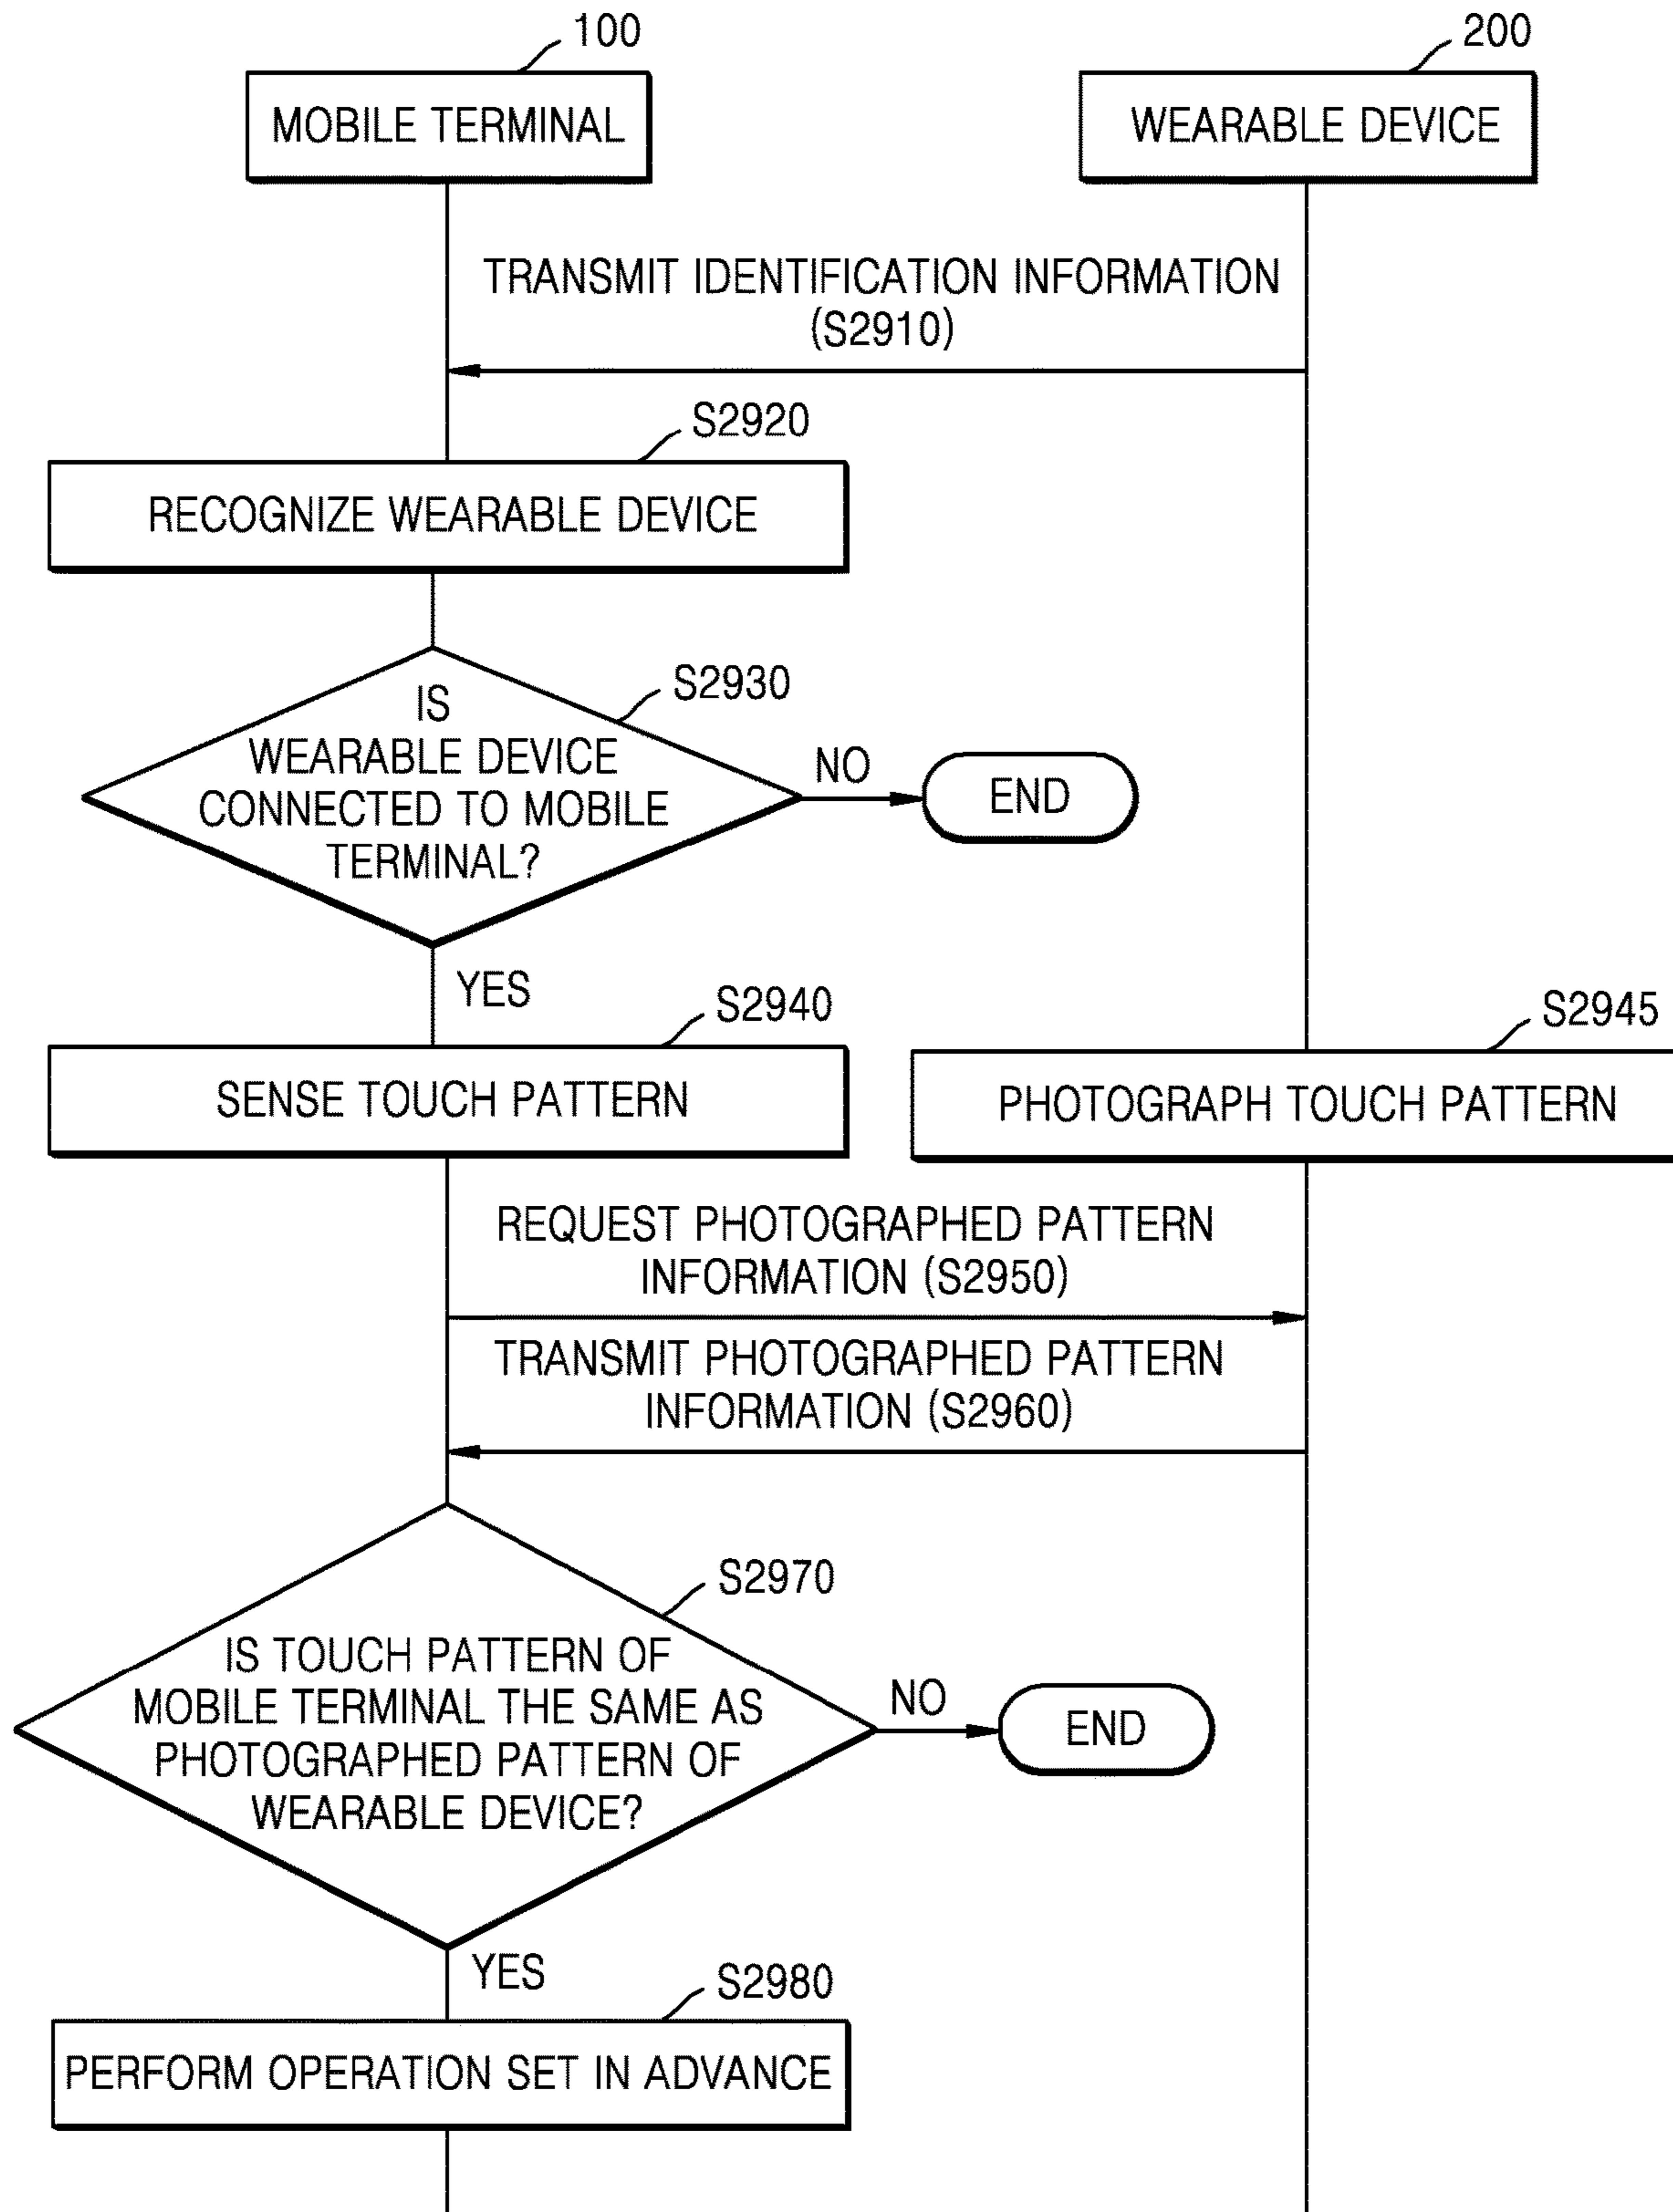 100
200
MOBILE TERMINAL
WEARABLE DEVICE
TRANSMIT IDENTIFICATION INFORMATION
(S2910)
S2920
RECOGNIZE WEARABLE DEVICE
S2930
IS
WEARABLE DEVICE
CONNECTED TO MOBILE
TERMINAL?
NO
END
YES
S2940
S2945
SENSE TOUCH PATTERN
PHOTOGRAPH TOUCH PATTERN
REQUEST PHOTOGRAPHED PATTERN
INFORMATION (S2950)
TRANSMIT PHOTOGRAPHED PATTERN
INFORMATION (S2960)
S2970
IS TOUCH PATTERN OF
MOBILE TERMINAL THE SAME AS
PHOTOGRAPHED PATTERN OF
WEARABLE DEVICE?
NO
END
YES
S2980
PERFORM OPERATION SET IN ADVANCE